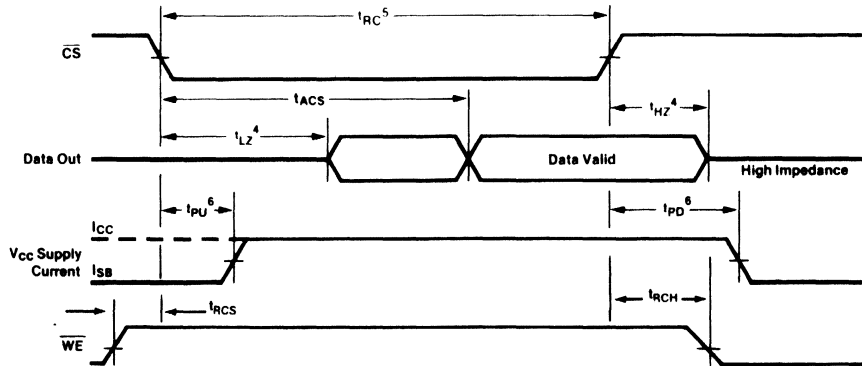 tRC⁵
CS
tACS
tHZ⁴
tLZ⁴
Data Out
Data Valid
High Impedance
tPU⁶
tPD⁶
ICC
VCC Supply
Current
ISB
tRCS
tRCH
WE